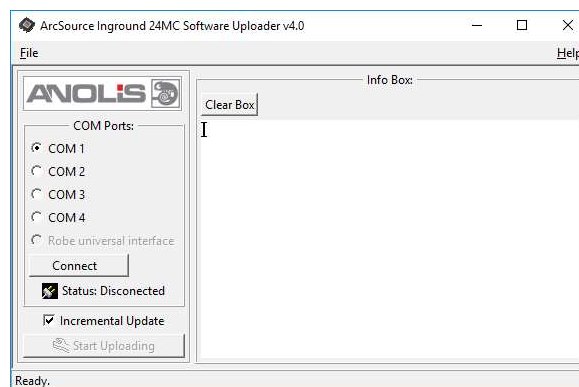 ArcSource Inground 24MC Software Uploader v4.0
File
Help
ANOLiS
COM Ports:
COM 1
COM 2
COM 3
COM 4
Robe universal interface
Connect
Status: Disconected
Incremental Update
Start Uploading
Info Box:
Clear Box
Ready.